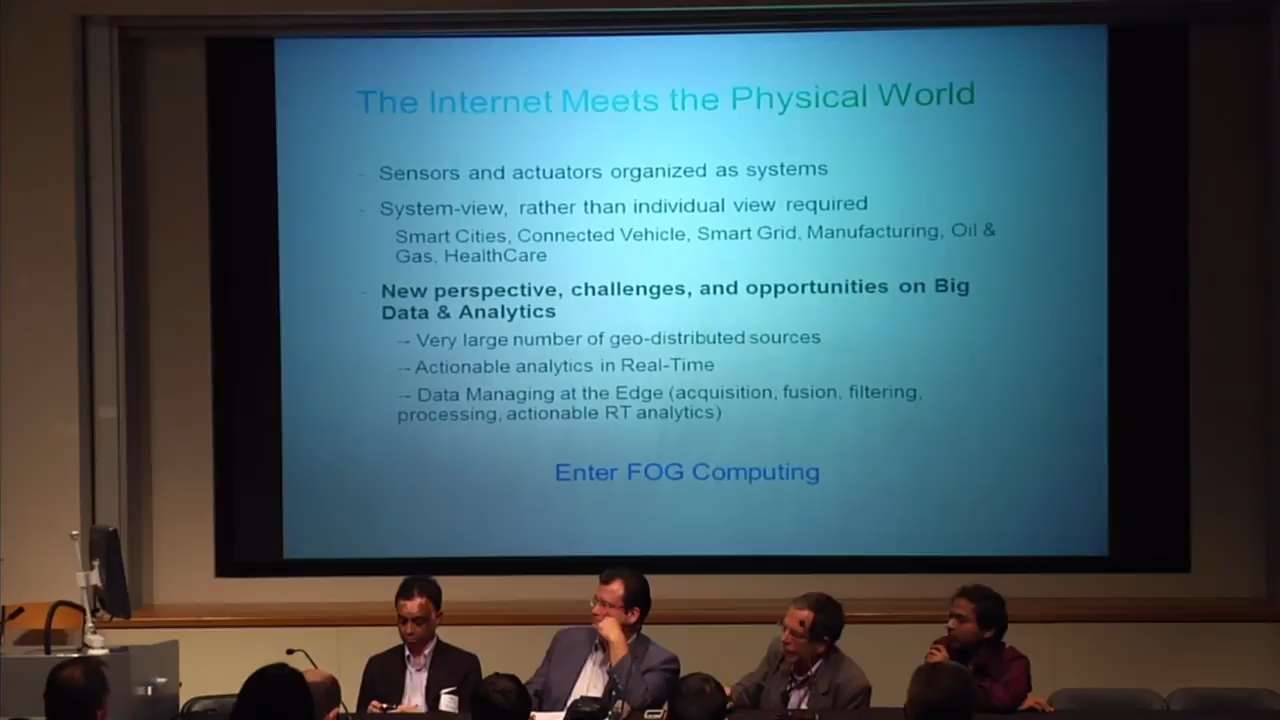 The Internet Meets the Physical World
- Sensors and actuators organized as systems
- System-view, rather than individual view required
Smart Cities, Connected Vehicle, Smart Grid, Manufacturing, Oil &
Gas, HealthCare
- New perspective, challenges, and opportunities on Big
Data & Analytics
-- Very large number of geo-distributed sources
-- Actionable analytics in Real-Time
-- Data Managing at the Edge (acquisition, fusion, filtering,
processing, actionable RT analytics)
Enter FOG Computing